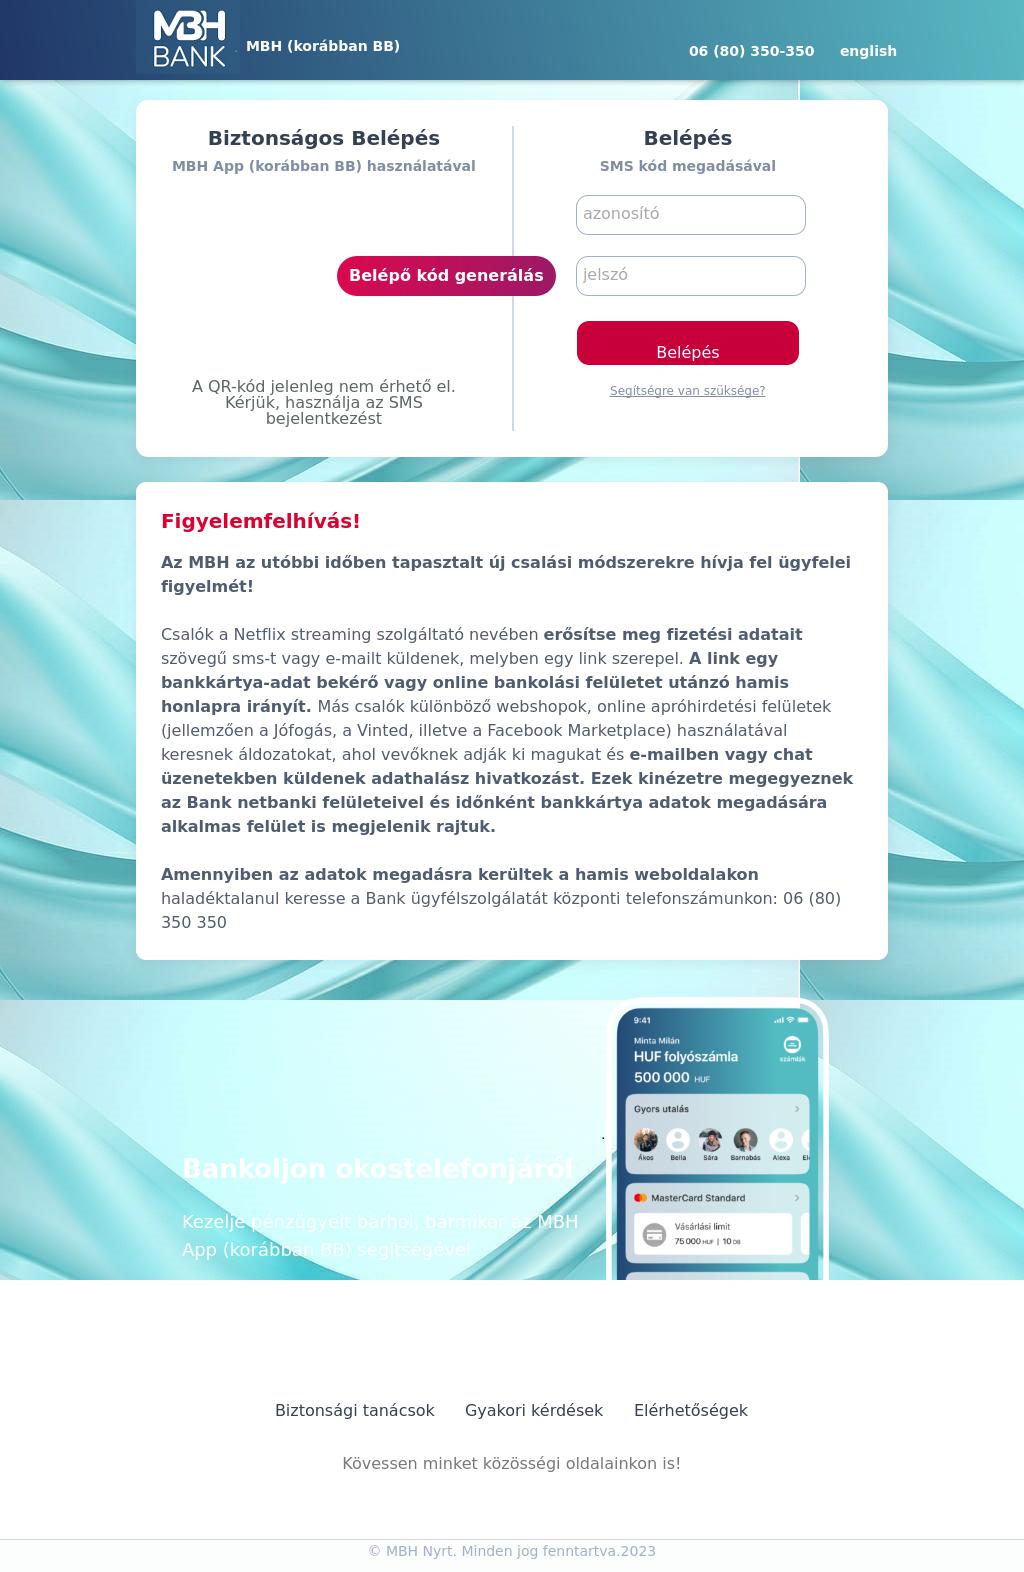 MBH
BANK
MBH (korábban BB)
06 (80) 350-350
english
Biztonságos Belépés
MBH App (korábban BB) használatával
Belépő kód generálás
A QR-kód jelenleg nem érhető el.
Kérjük, használja az SMS
bejelentkezést
Belépés
SMS kód megadásával
azonosító
jelszó
Belépés
Segítségre van szüksége?
Figyelemfelhívás!
Az MBH az utóbbi időben tapasztalt új csalási módszerekre hívja fel ügyfelei
figyelmét!
Csalók a Netflix streaming szolgáltató nevében erősítse meg fizetési adatait
szövegű sms-t vagy e-mailt küldenek, melyben egy link szerepel. A link egy
bankkártya-adat bekérő vagy online bankolási felületet utánzó hamis
honlapra irányít. Más csalók különböző webshopok, online apróhirdetési felületek
(jellemzően a Jófogás, a Vinted, illetve a Facebook Marketplace) használatával
keresnek áldozatokat, ahol vevőknek adják ki magukat és e-mailben vagy chat
üzenetekben küldenek adathalász hivatkozást. Ezek kinézetre megegyeznek
az Bank netbanki felületeivel és időnként bankkártya adatok megadására
alkalmas felület is megjelenik rajtuk.
Amennyiben az adatok megadásra kerültek a hamis weboldalakon
haladéktalanul keresse a Bank ügyfélszolgálatát központi telefonszámunkon: 06 (80)
350 350
Bankoljon okostelefonjáról
Kezelje pénzügyeit bárhol, bármikor az MBH
App (korábban BB) segítségével
9:41
Minta Milán
HUF folyószámla
számlák
500 000 HUF
Gyors utalás
Ákos Bella Sára Barnabás Alexa
MasterCard Standard
Vásárlási limit
75 000 HUF | 10 DB
Biztonsági tanácsok
Gyakori kérdések
Elérhetőségek
Kövessen minket közösségi oldalainkon is!
© MBH Nyrt. Minden jog fenntartva.2023